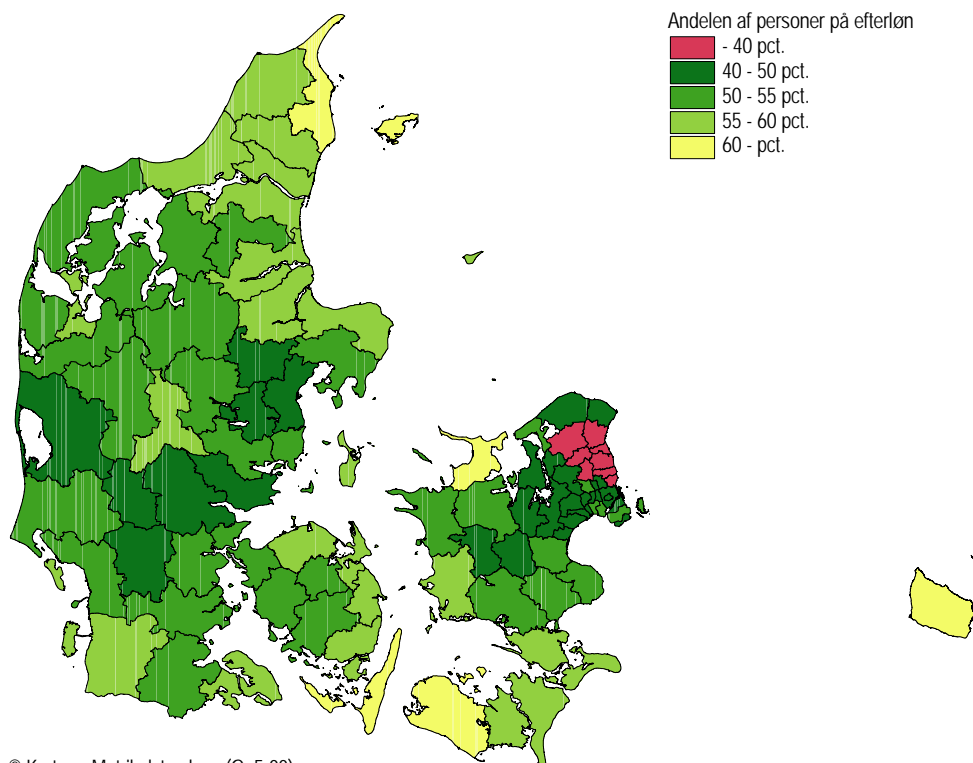 Andelen af personer på efterløn
- 40 pct.
40 - 50 pct.
50 - 55 pct.
55 - 60 pct.
60 - pct.
©